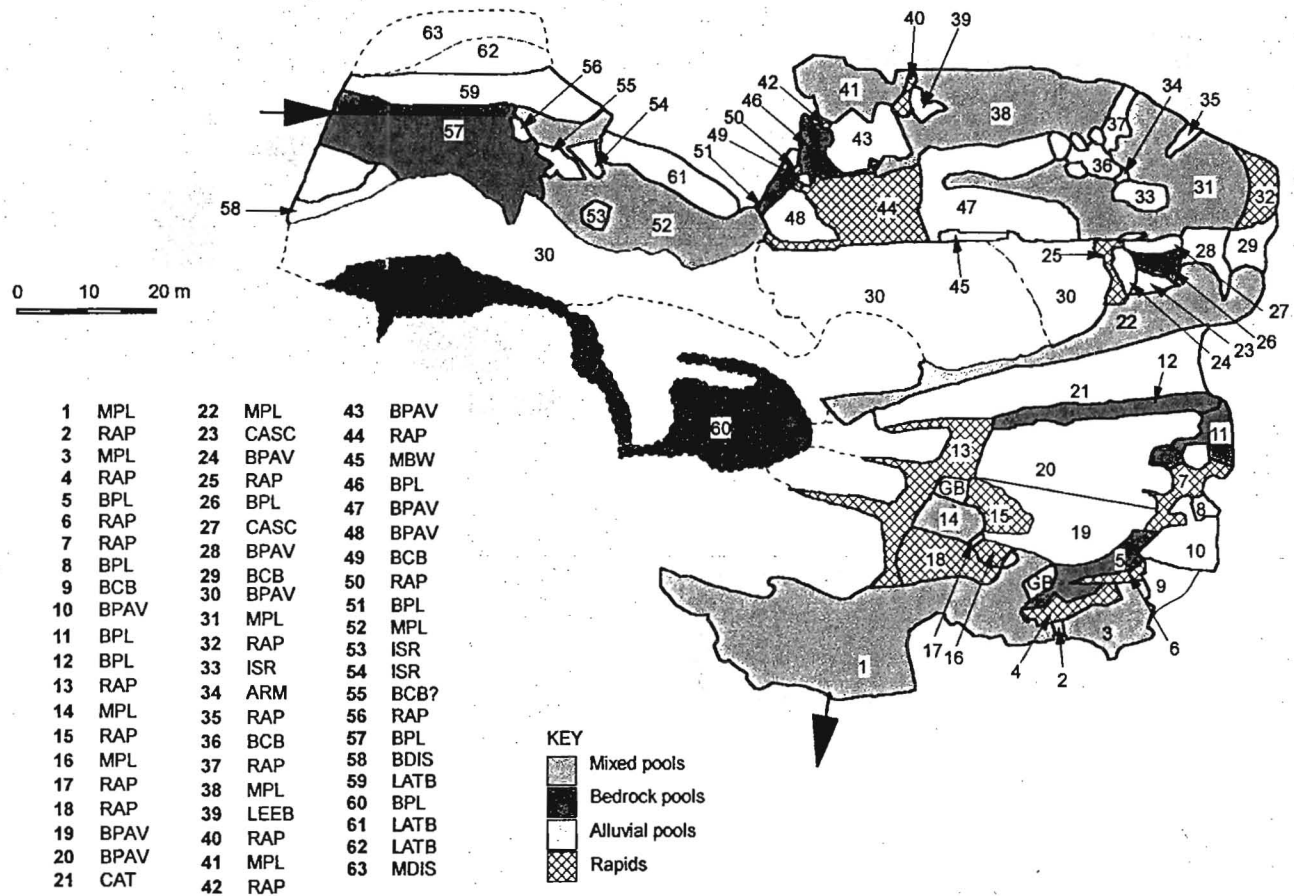 63
62
56
55
54
59
57
58
53
52
61
51
49
50
46
42
41
43
48
44
40
39
38
34
35
37
36
31
33
32
47
45
25
28
29
30
30
30
27
26
23
24
22
12
21
11
60
13
20
7
GB
14
15
8
19
10
18
5
GB
9
6
3
17
16
4
2
1
0 10 20 m
1 MPL
2 RAP
3 MPL
4 RAP
5 BPL
6 RAP
7 RAP
8 BPL
9 BCB
10 BPAV
11 BPL
12 BPL
13 RAP
14 MPL
15 RAP
16 MPL
17 RAP
18 RAP
19 BPAV
20 BPAV
21 CAT
22 MPL
23 CASC
24 BPAV
25 RAP
26 BPL
27 CASC
28 BPAV
29 BCB
30 BPAV
31 MPL
32 RAP
33 ISR
34 ARM
35 RAP
36 BCB
37 RAP
38 MPL
39 LEEB
40 RAP
41 MPL
42 RAP
43 BPAV
44 RAP
45 MBW
46 BPL
47 BPAV
48 BPAV
49 BCB
50 RAP
51 BPL
52 MPL
53 ISR
54 ISR
55 BCB?
56 RAP
57 BPL
58 BDIS
59 LATB
60 BPL
61 LATB
62 LATB
63 MDIS
KEY
Mixed pools
Bedrock pools
Alluvial pools
Rapids